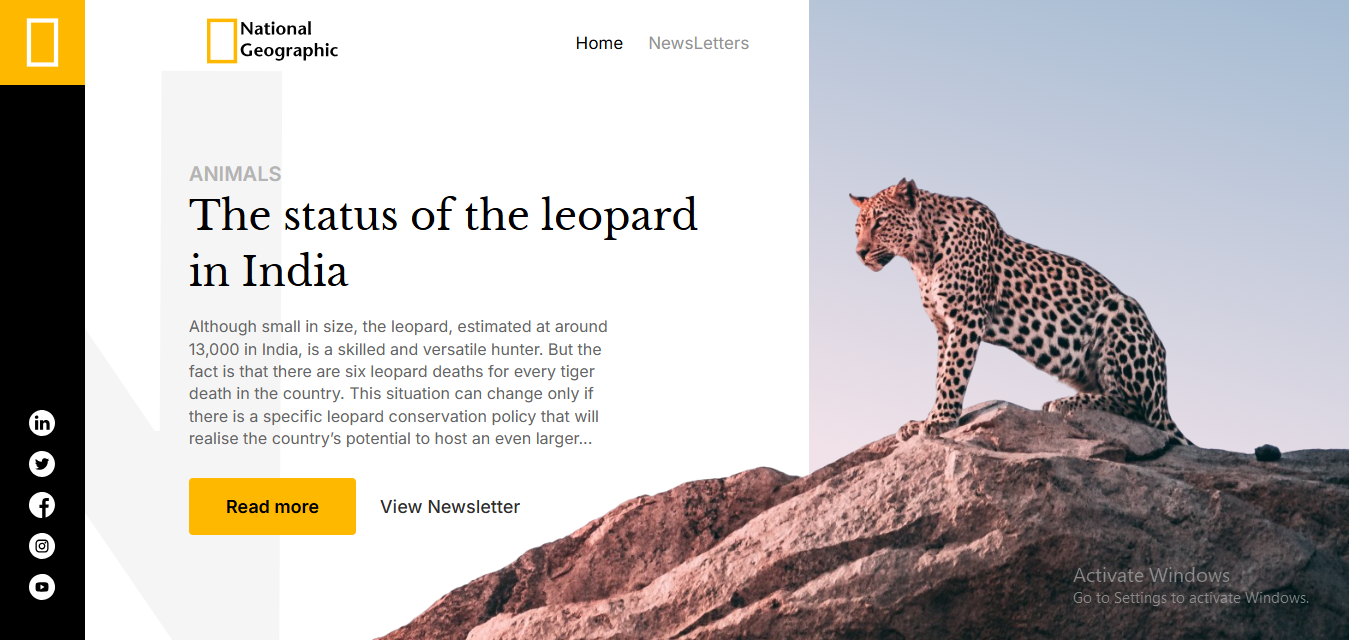 National
Geographic
Home NewsLetters
ANIMALS
The status of the leopard
in India
Although small in size, the leopard, estimated at around
13,000 in India, is a skilled and versatile hunter. But the
fact is that there are six leopard deaths for every tiger
death in the country. This situation can change only if
there is a specific leopard conservation policy that will
realise the country’s potential to host an even larger...
Read more View Newsletter
Activate Windows
Go to Settings to activate Windows.